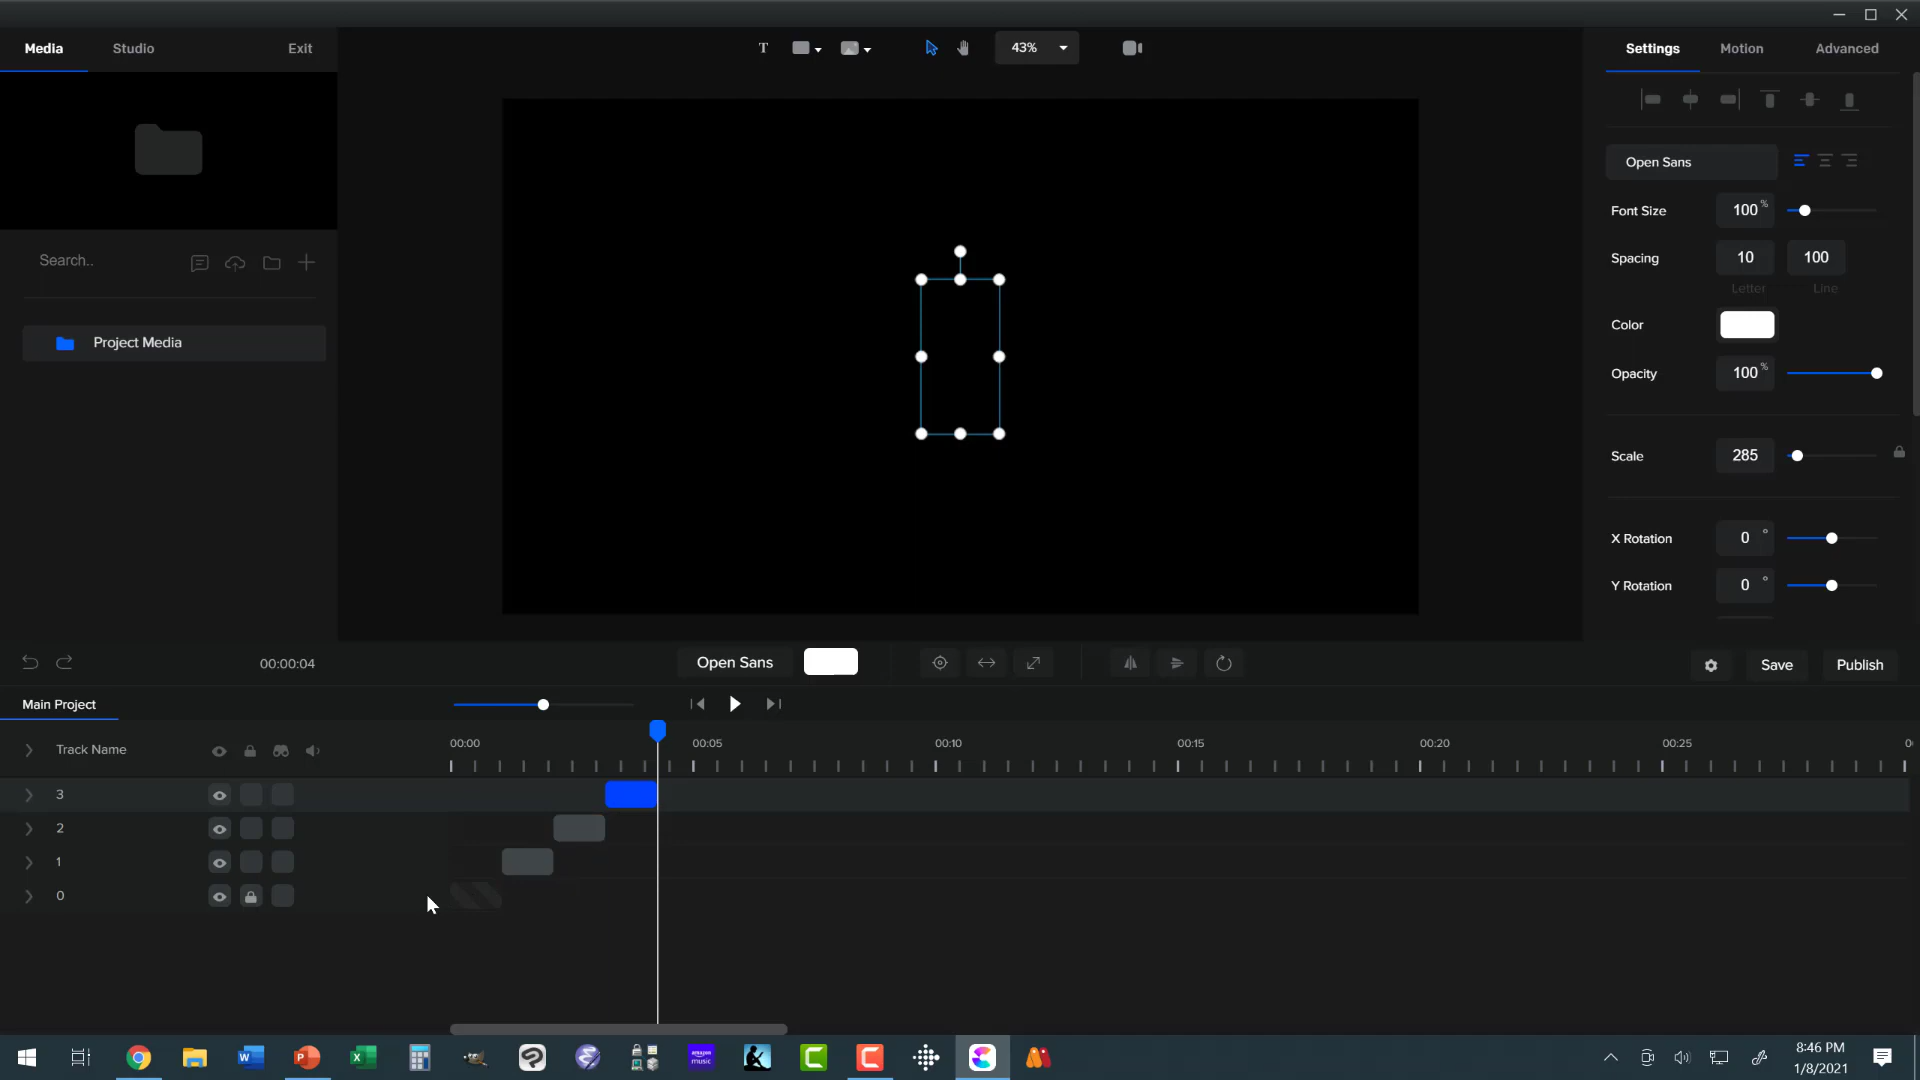 Media
Studio
Exit
T
43%
Settings
Motion
Advanced
Search..
Project Media
Open Sans
Font Size
100 %
Spacing
10
100
Letter
Line
Color
Opacity
100 %
Scale
285
X Rotation
0 °
Y Rotation
0 °
00:00:04
Open Sans
Save
Publish
Main Project
Track Name
00:00
00:05
00:10
00:15
00:20
00:25
0
3
2
1
0
amazon music
8:46 PM
1/8/2021